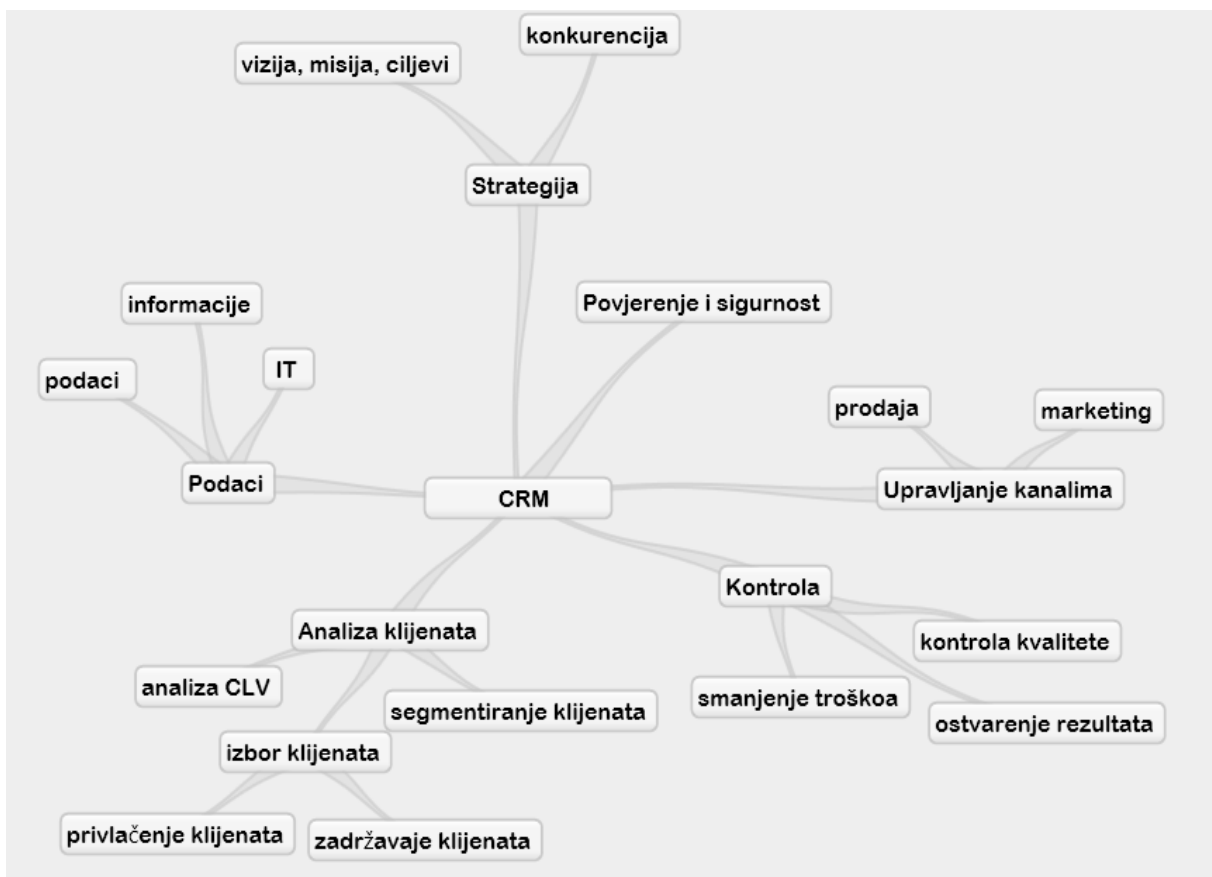 konkurencija
vizija, misija, ciljevi
Strategija
informacije
Povjerenje i sigurnost
IT
podaci
prodaja
marketing
Podaci
CRM
Upravljanje kanalima
Kontrola
Analiza klijenata
kontrola kvalitete
analiza CLV
segmentiranje klijenata
smanjenje troškoa
ostvarenje rezultata
izbor klijenata
privlačenje klijenata
zadržavaje klijenata